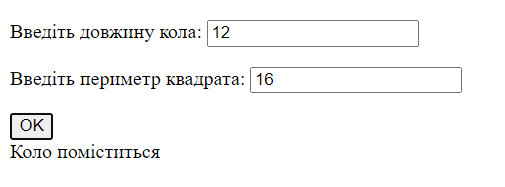 Введіть довжину кола: 12
Введіть периметр квадрата: 16
OK
Коло поміститься